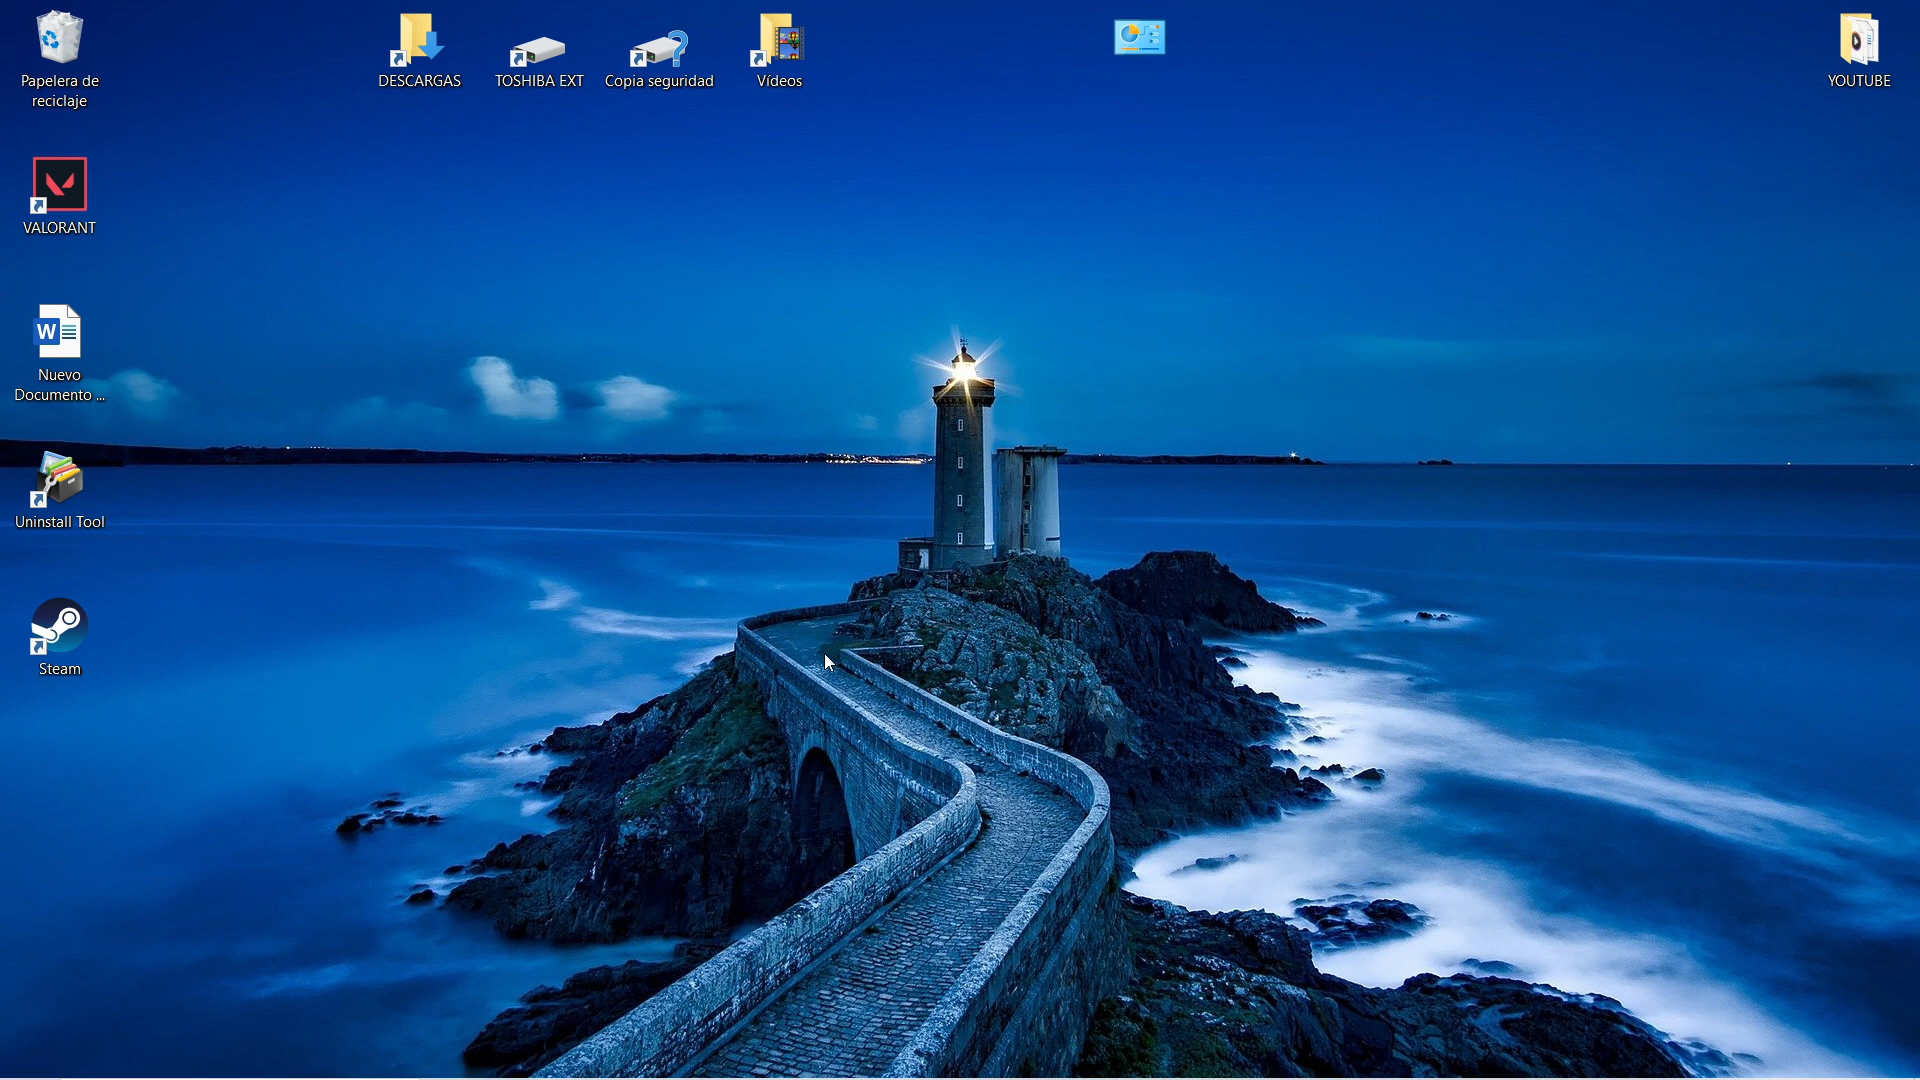 Papelera de
reciclaje
DESCARGAS
TOSHIBA EXT
Copia seguridad
Vídeos
YOUTUBE
VALORANT
W
Nuevo
Documento ...
Uninstall Tool
Steam